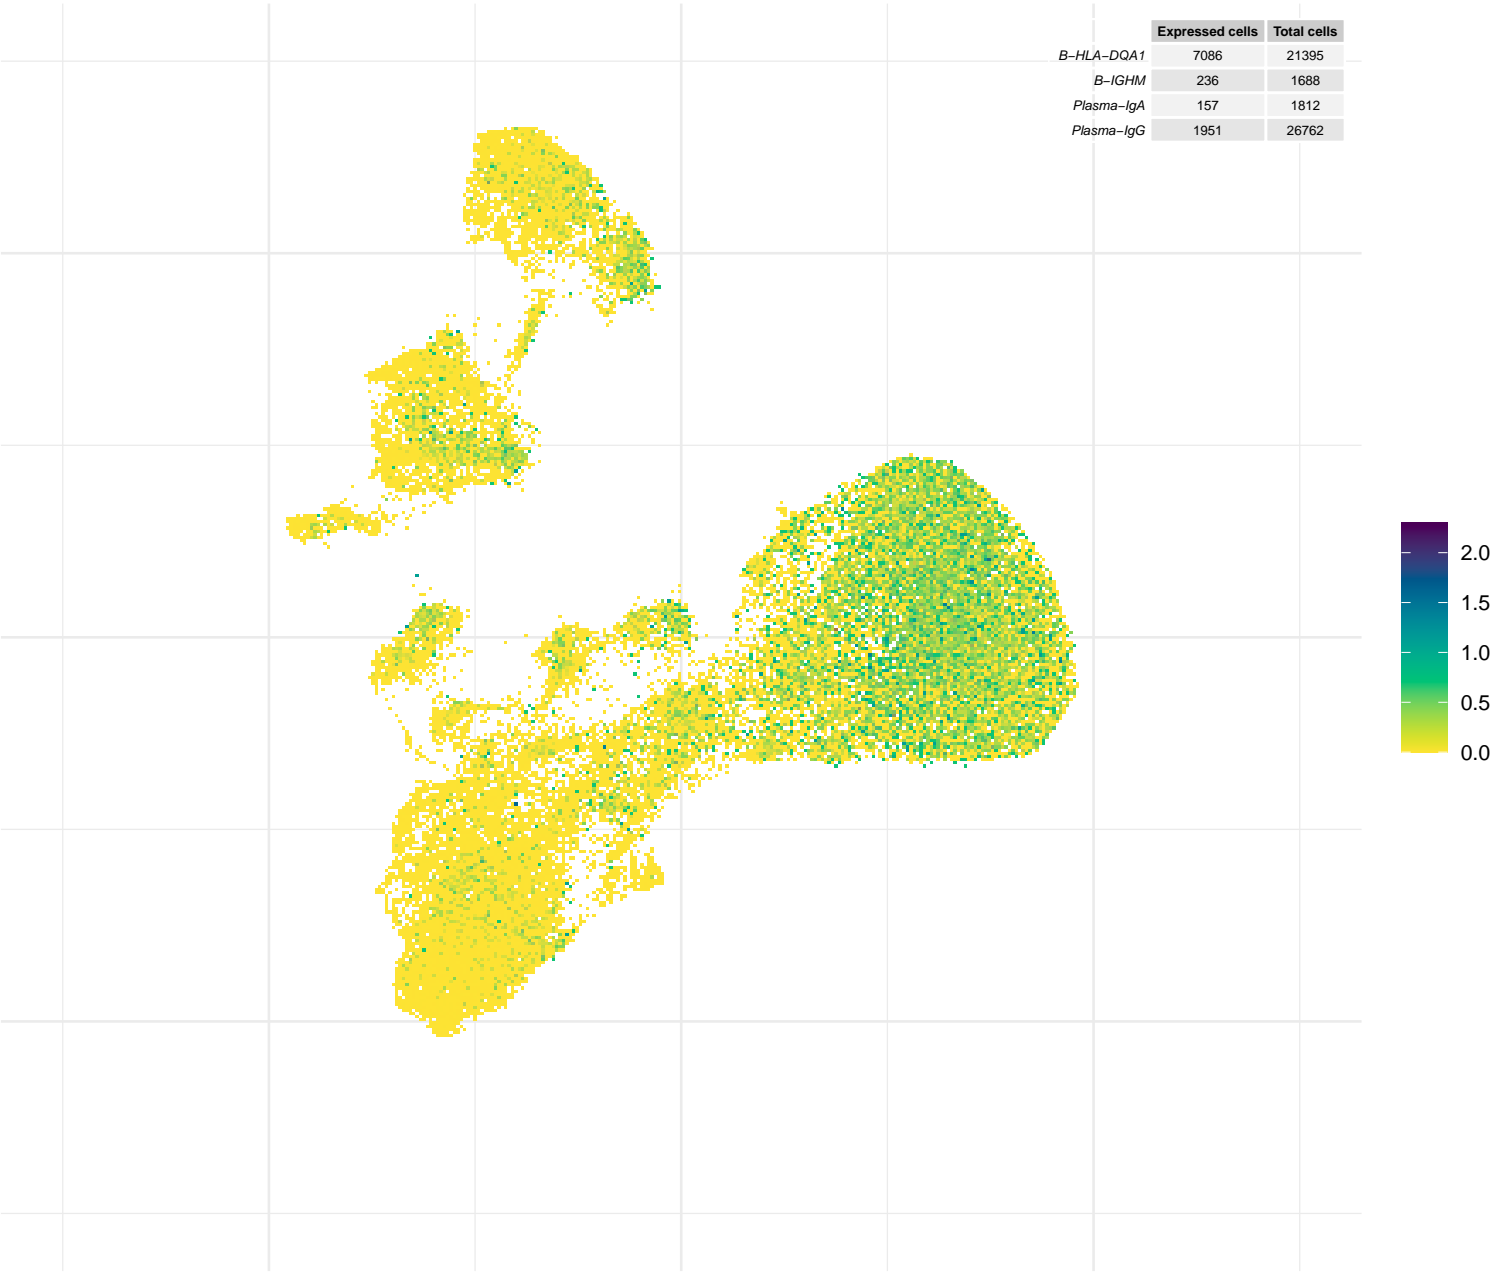 Expressed cells Total cells
B−HLA−DQA1 7086 21395
B−IGHM 236 1688
Plasma−IgA 157 1812
Plasma−IgG 1951 26762
2.0
1.5
1.0
0.5
0.0